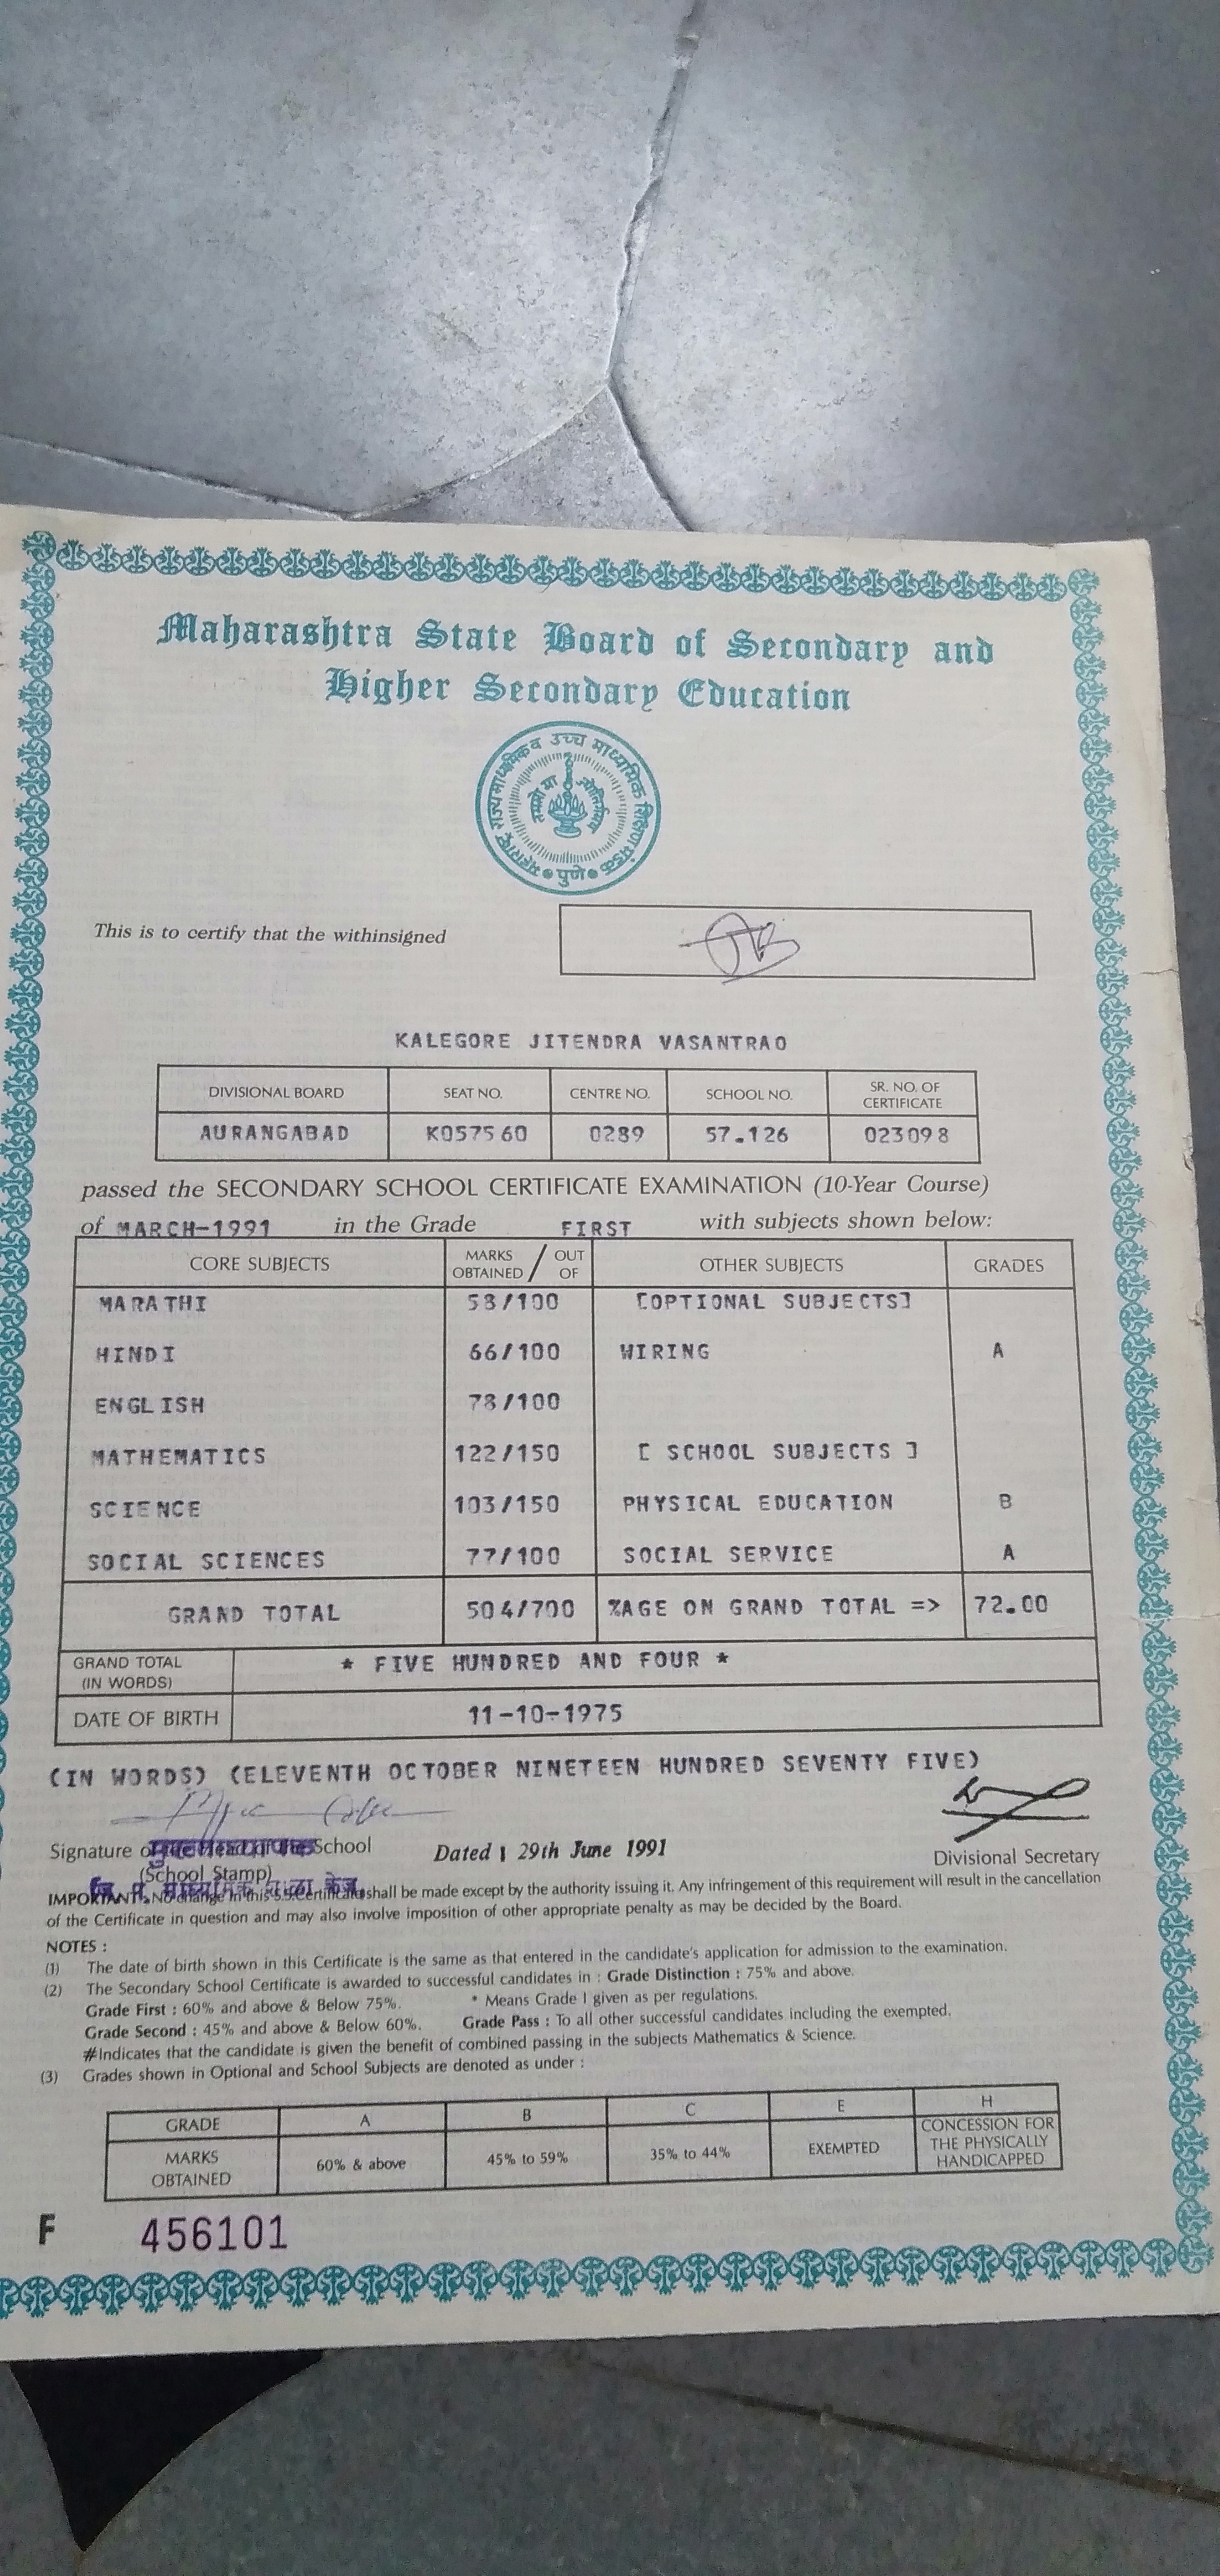 Maharashtra State Board of Secondary and
Higher Secondary Education
महाराष्ट्र राज्य माध्यमिक व उच्च माध्यमिक शिक्षण मंडळ
पुणे
This is to certify that the withinsigned
KALEGORE JITENDRA VASANTRAO
DIVISIONAL BOARD SEAT NO. CENTRE NO. SCHOOL NO. SR. NO. OF CERTIFICATE
AURANGABAD K057560 0289 57.126 023098
passed the SECONDARY SCHOOL CERTIFICATE EXAMINATION (10-Year Course)
of MARCH-1991 in the Grade FIRST with subjects shown below:
CORE SUBJECTS MARKS OBTAINED / OUT OF OTHER SUBJECTS GRADES
MARATHI 58/100 [OPTIONAL SUBJECTS]
HINDI 66/100 WIRING A
ENGLISH 78/100
MATHEMATICS 122/150 [ SCHOOL SUBJECTS ]
SCIENCE 103/150 PHYSICAL EDUCATION B
SOCIAL SCIENCES 77/100 SOCIAL SERVICE A
GRAND TOTAL 504/700 %AGE ON GRAND TOTAL => 72.00
GRAND TOTAL (IN WORDS) * FIVE HUNDRED AND FOUR *
DATE OF BIRTH 11-10-1975
(IN WORDS) (ELEVENTH OCTOBER NINETEEN HUNDRED SEVENTY FIVE)
Signature of the Head of the School Dated 29th June 1991 Divisional Secretary
(School Stamp)
मुख्याध्यापक
जि. प. माध्यमिक शाळा केज.
IMPORTANT : No change in this Certificate shall be made except by the authority issuing it. Any infringement of this requirement will result in the cancellation
of the Certificate in question and may also involve imposition of other appropriate penalty as may be decided by the Board.
NOTES :
(1) The date of birth shown in this Certificate is the same as that entered in the candidate's application for admission to the examination.
(2) The Secondary School Certificate is awarded to successful candidates in : Grade Distinction : 75% and above.
Grade First : 60% and above & Below 75%. * Means Grade I given as per regulations.
Grade Second : 45% and above & Below 60%. Grade Pass : To all other successful candidates including the exempted.
#Indicates that the candidate is given the benefit of combined passing in the subjects Mathematics & Science.
(3) Grades shown in Optional and School Subjects are denoted as under :
GRADE A B C E H
MARKS OBTAINED 60% & above 45% to 59% 35% to 44% EXEMPTED CONCESSION FOR THE PHYSICALLY HANDICAPPED
F 456101